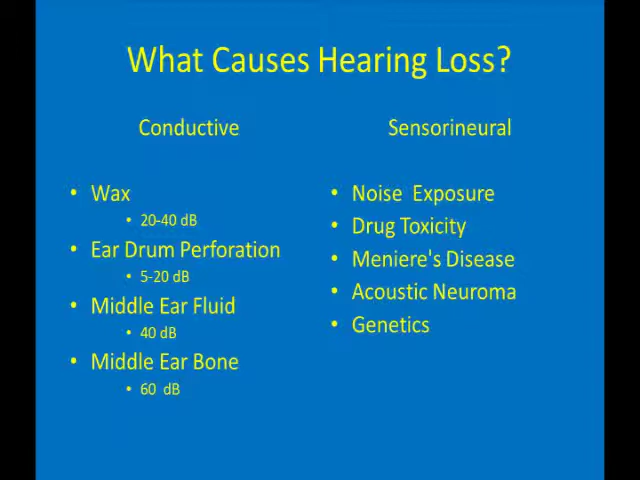 What Causes Hearing Loss?
Conductive
• Wax
• 20-40 dB
• Ear Drum Perforation
• 5-20 dB
• Middle Ear Fluid
• 40 dB
• Middle Ear Bone
• 60 dB
Sensorineural
• Noise Exposure
• Drug Toxicity
• Meniere's Disease
• Acoustic Neuroma
• Genetics